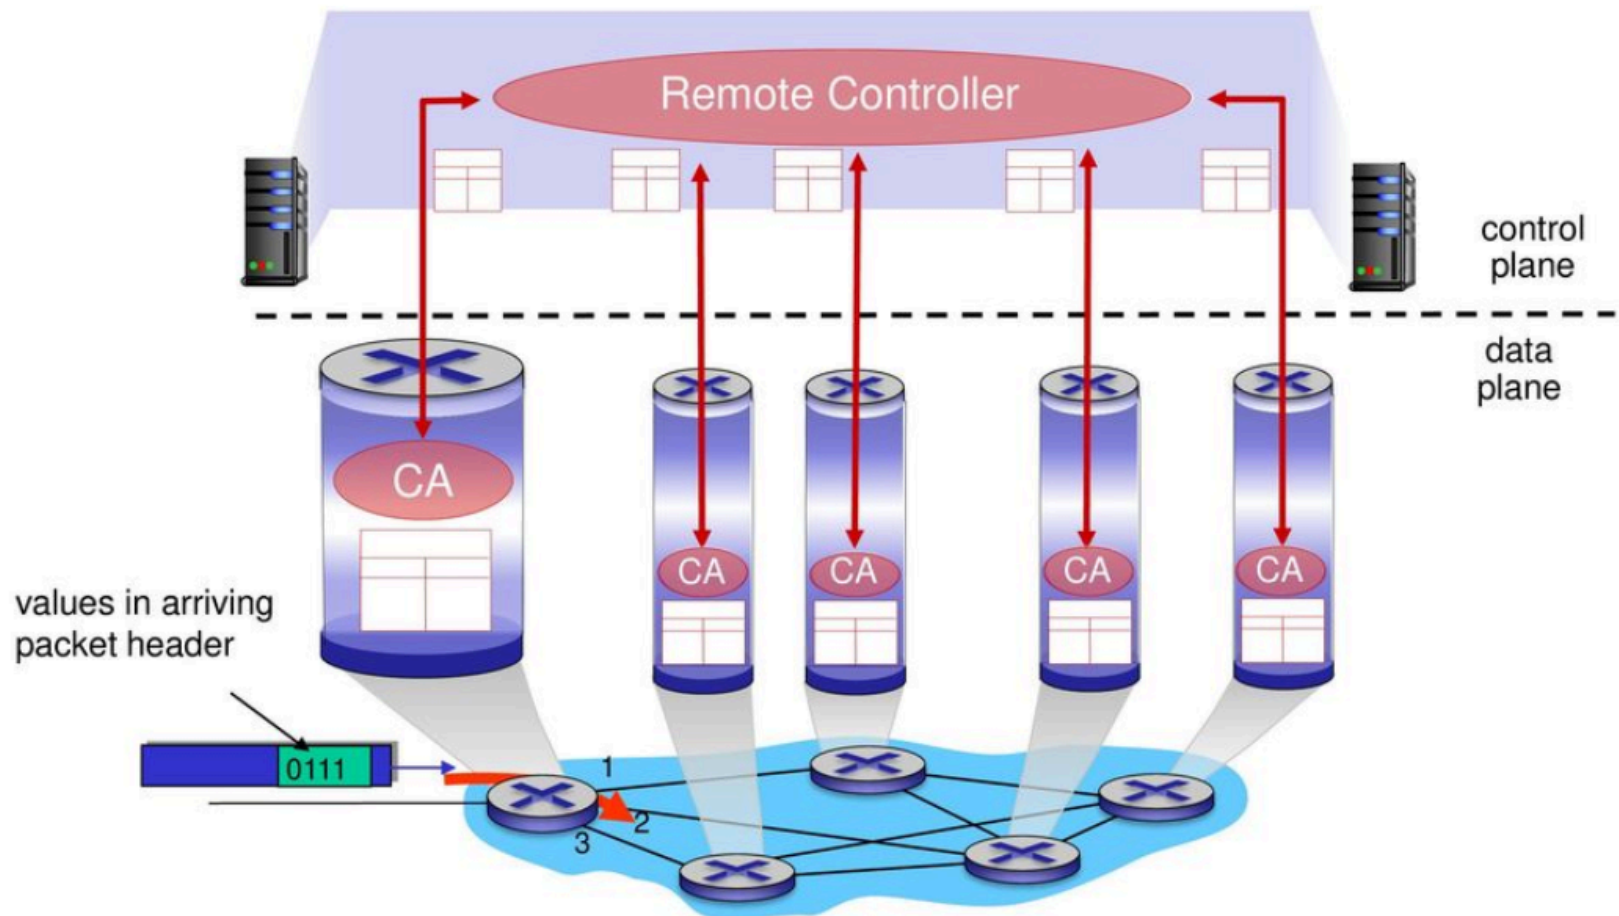 Remote Controller
control
plane
data
plane
CA
CA
CA
CA
CA
values in arriving
packet header
0111
1
2
3